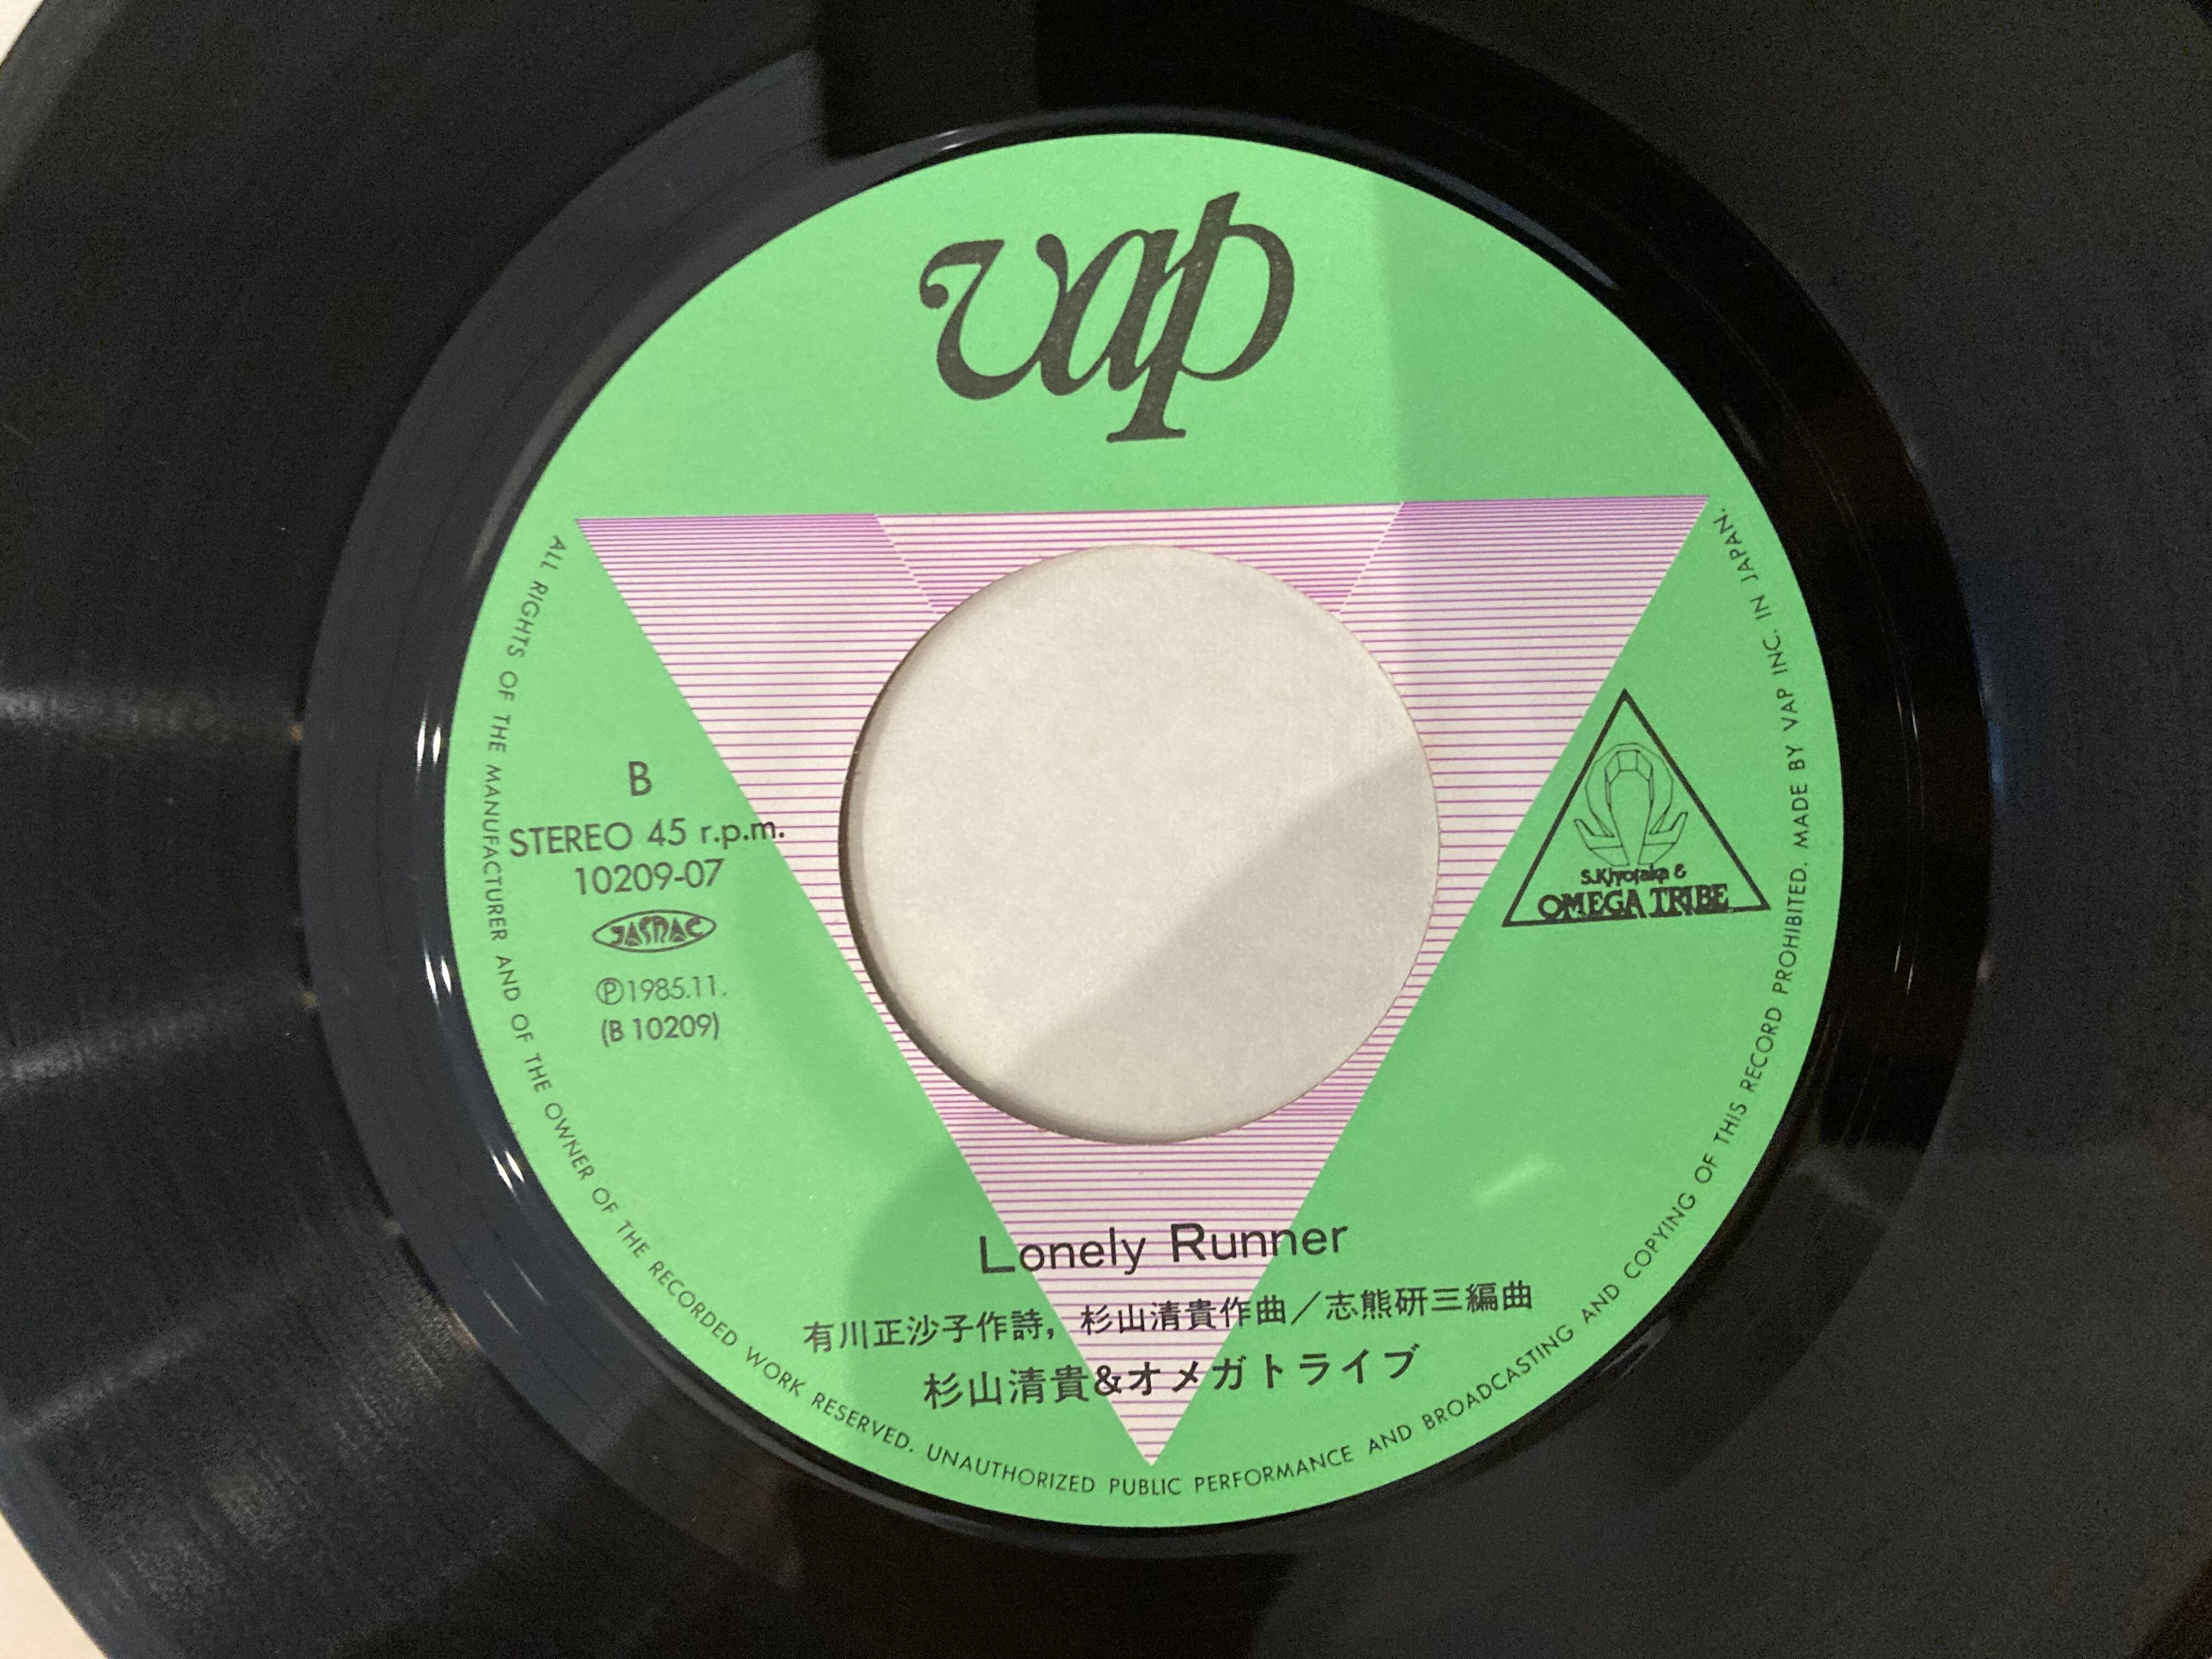 vap
B
STEREO 45 r.p.m.
10209-07
JASRAC
Ⓟ1985.11.
(B 10209)
S.Kiyotaka &
OMEGA TRIBE
Lonely Runner
有川正沙子作詩，杉山清貴作曲／志熊研三編曲
杉山清貴&オメガトライブ
ALL RIGHTS OF THE MANUFACTURER AND OF THE OWNER OF THE RECORDED WORK RESERVED. UNAUTHORIZED PUBLIC PERFORMANCE AND BROADCASTING AND COPYING OF THIS RECORD PROHIBITED. MADE BY VAP INC. IN JAPAN.